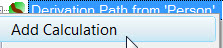 Derivation Path from 'Person'
Add Calculation